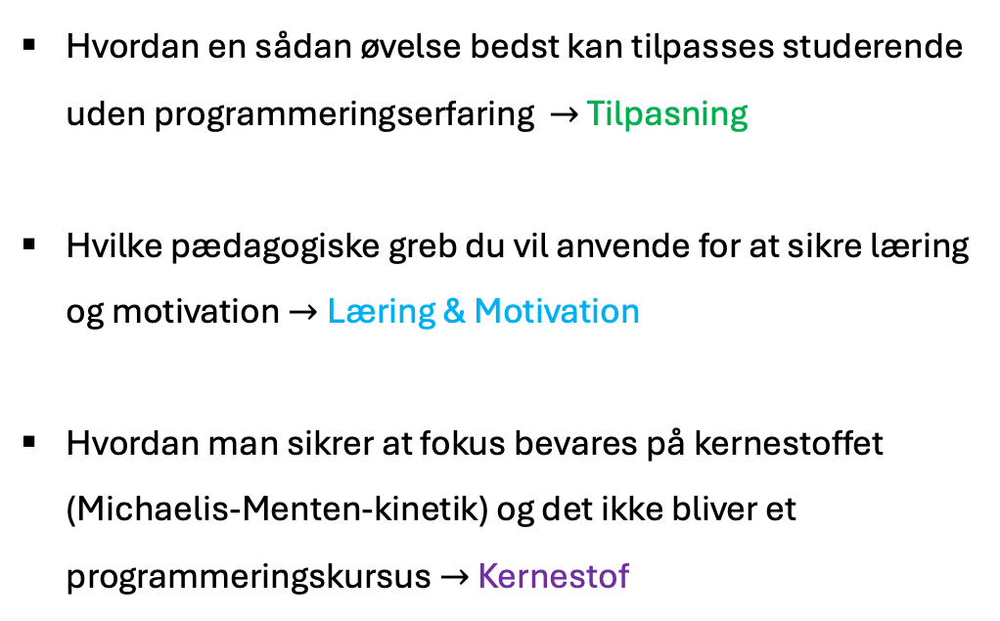 ▪ Hvordan en sådan øvelse bedst kan tilpasses studerende
uden programmeringserfaring → Tilpasning
▪ Hvilke pædagogiske greb du vil anvende for at sikre læring
og motivation → Læring & Motivation
▪ Hvordan man sikrer at fokus bevares på kernestoffet
(Michaelis-Menten-kinetik) og det ikke bliver et
programmeringskursus → Kernestof